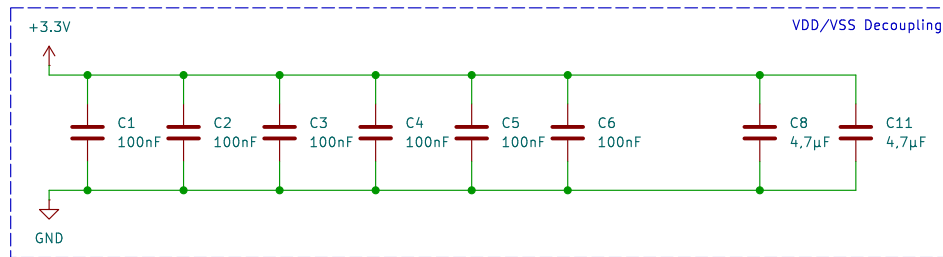 +3.3V
VDD/VSS Decoupling
C1
100nF
C2
100nF
C3
100nF
C4
100nF
C5
100nF
C6
100nF
C8
4,7µF
C11
4,7µF
GND